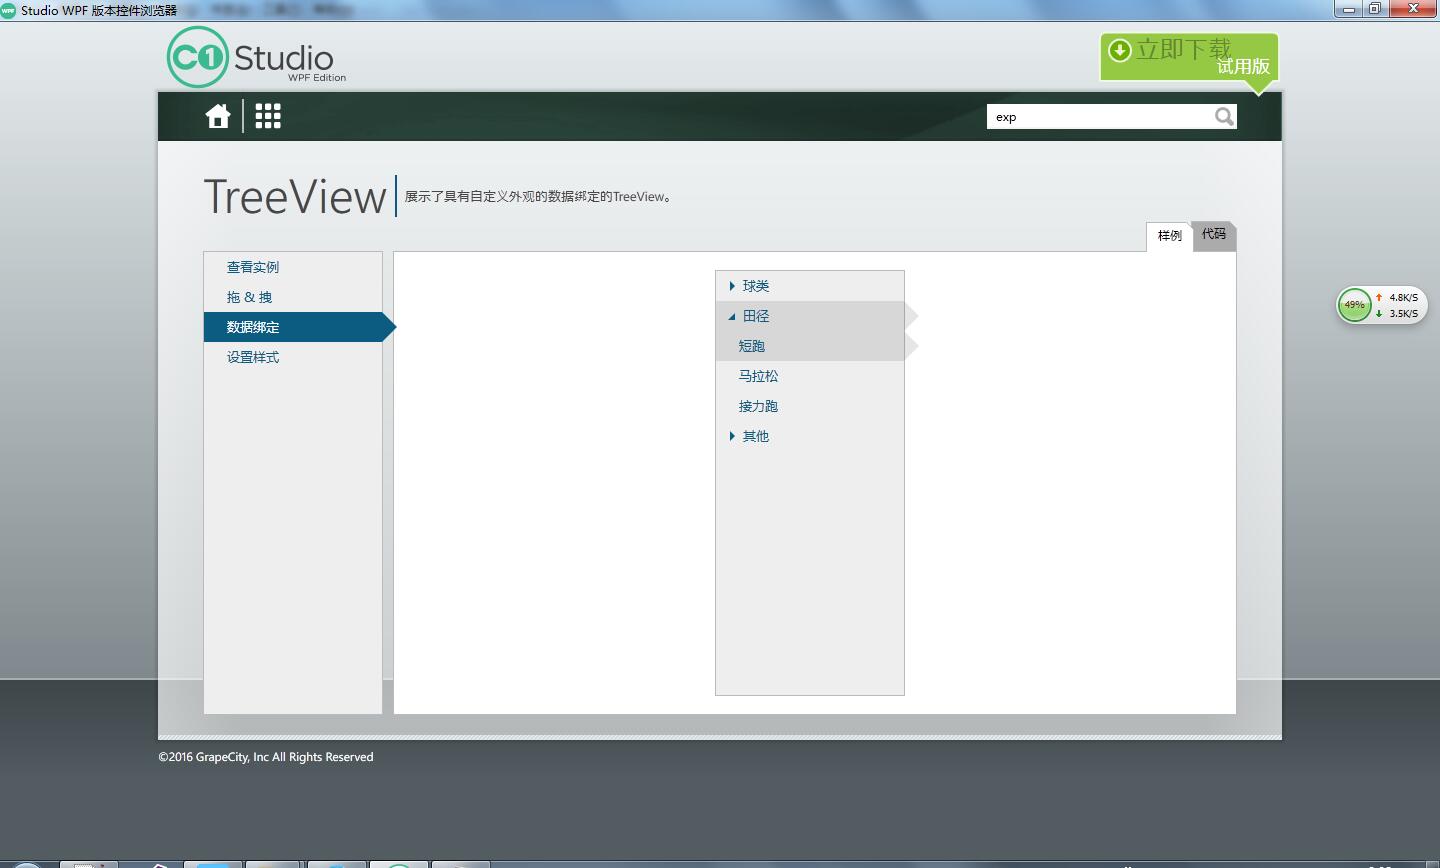 Studio WPF 版本控件浏览器
C1 Studio
WPF Edition
立即下载
试用版
exp
TreeView
展示了具有自定义外观的数据绑定的TreeView。
样例
代码
查看实例
拖 & 拽
数据绑定
设置样式
球类
田径
短跑
马拉松
接力跑
其他
49%
4.8K/S
3.5K/S
©2016 GrapeCity, Inc All Rights Reserved